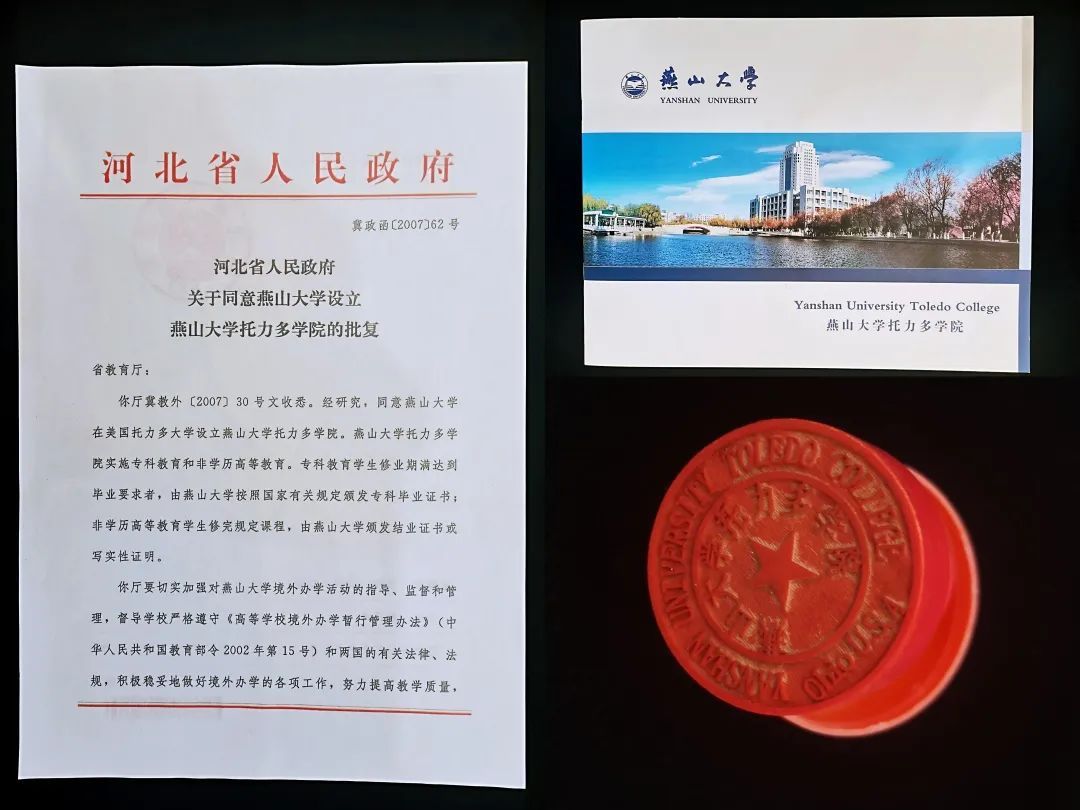 河北省人民政府
冀政函〔2007〕62 号
河北省人民政府
关于同意燕山大学设立
燕山大学托力多学院的批复
省教育厅：
你厅冀教外〔2007〕30 号文收悉。经研究，同意燕山大学
在美国托力多大学设立燕山大学托力多学院。燕山大学托力多学
院实施专科教育和非学历高等教育。专科教育学生修业期满达到
毕业要求者，由燕山大学按照国家有关规定颁发专科毕业证书；
非学历高等教育学生修完规定课程，由燕山大学颁发结业证书或
写实性证明。
你厅要切实加强对燕山大学境外办学活动的指导、监督和管
理，督导学校严格遵守《高等学校境外办学暂行管理办法》（中
华人民共和国教育部令 2002 年第 15 号）和两国的有关法律、法
规，积极稳妥地做好境外办学的各项工作，努力提高教学质量，
燕山大学
YANSHAN UNIVERSITY
Yanshan University Toledo College
燕山大学托力多学院
YANSHAN UNIVERSITY TOLEDO COLLEGE
燕山大学托力多学院
OHIO/USA